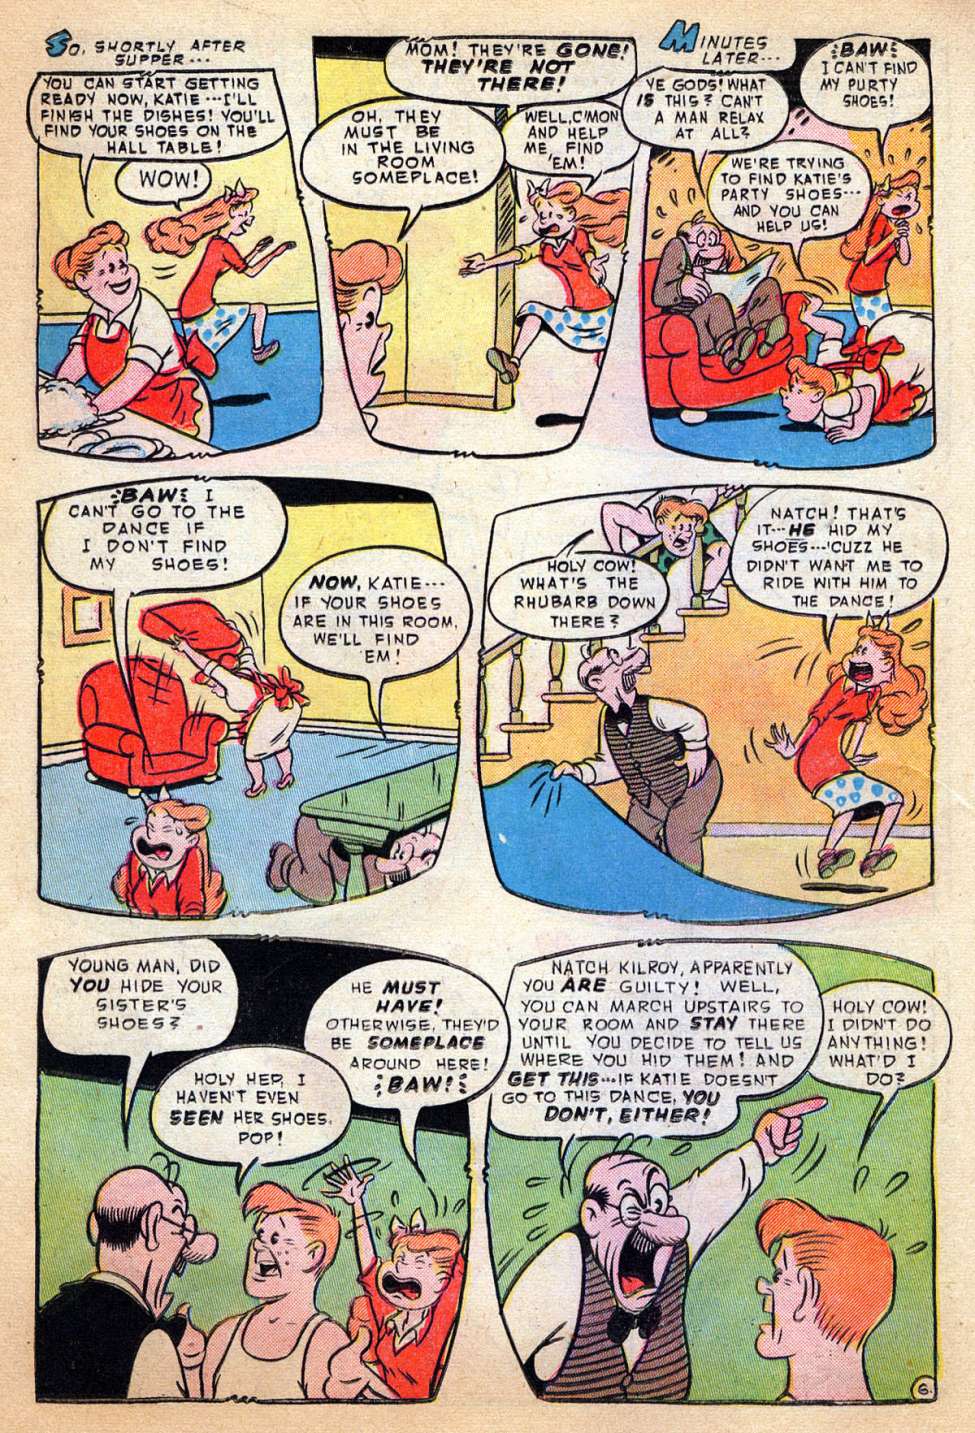 SO, SHORTLY AFTER
SUPPER...
YOU CAN START GETTING
READY NOW, KATIE---I'LL
FINISH THE DISHES! YOU'LL
FIND YOUR SHOES ON THE
HALL TABLE!
WOW!
MOM! THEY'RE GONE!
THEY'RE NOT
THERE!
OH, THEY
MUST BE
IN THE LIVING
ROOM
SOMEPLACE!
WELL, C'MON
AND HELP
ME, FIND
'EM!
MINUTES
LATER...
YE GODS! WHAT
IS THIS? CAN'T
A MAN RELAX
AT ALL?
WE'RE TRYING
TO FIND KATIE'S
PARTY SHOES---
AND YOU CAN
HELP US!
BAW!
I CAN'T FIND
MY PURTY
SHOES!
BAW! I
CAN'T GO TO THE
DANCE IF
I DON'T FIND
MY SHOES!
NOW, KATIE---
IF YOUR SHOES
ARE IN THIS ROOM,
WE'LL FIND
'EM!
HOLY COW!
WHAT'S THE
RHUBARB DOWN
THERE?
NATCH! THAT'S
IT---HE HID MY
SHOES---'CUZZ HE
DIDN'T WANT ME TO
RIDE WITH HIM TO
THE DANCE!
YOUNG MAN, DID
YOU HIDE YOUR
SISTER'S
SHOES?
HOLY HEP, I
HAVEN'T EVEN
SEEN HER SHOES,
POP!
HE MUST
HAVE!
OTHERWISE, THEY'D
BE SOMEPLACE
AROUND HERE!
BAW!
NATCH KILROY, APPARENTLY
YOU ARE GUILTY! WELL,
YOU CAN MARCH UPSTAIRS TO
YOUR ROOM AND STAY THERE
UNTIL YOU DECIDE TO TELL US
WHERE YOU HID THEM! AND
GET THIS---IF KATIE DOESN'T
GO TO THIS DANCE, YOU
DON'T, EITHER!
HOLY COW!
I DIDN'T DO
ANYTHING!
WHAT'D I
DO?
6.